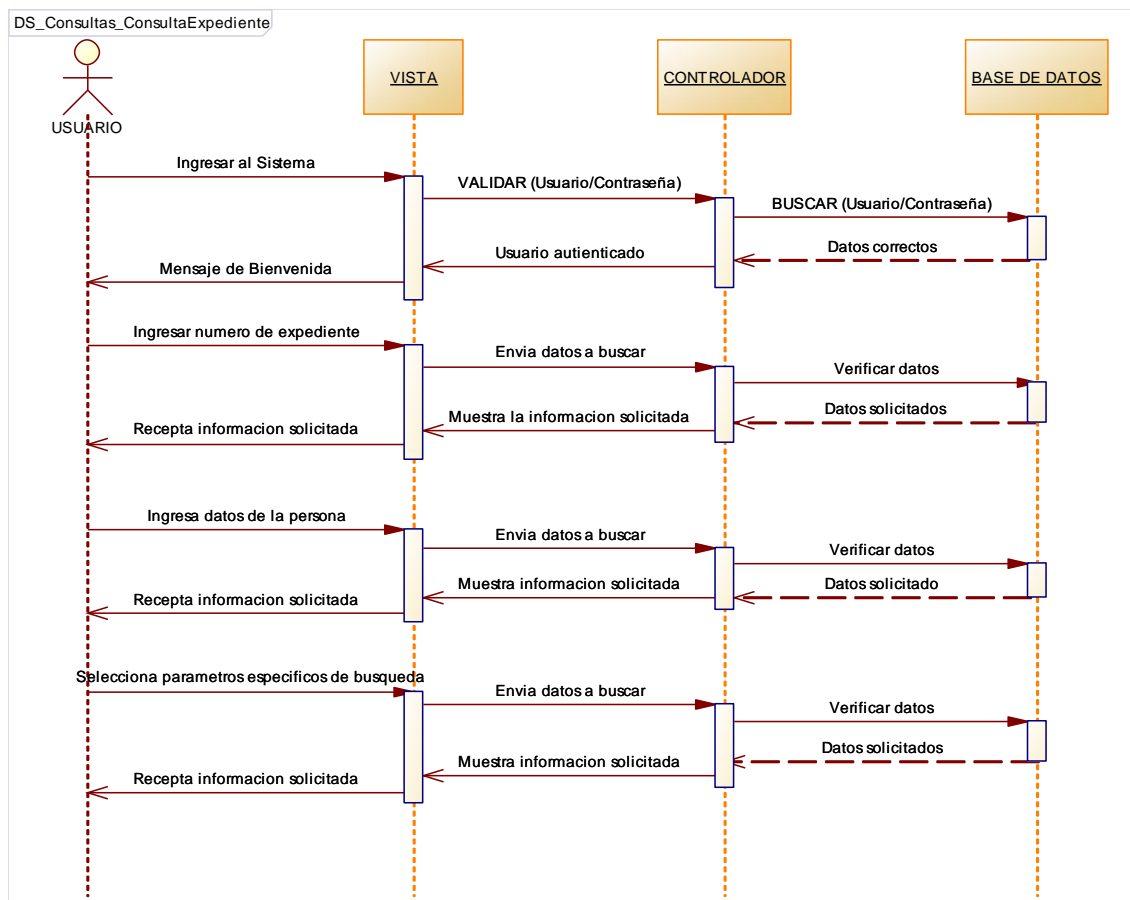 DS_Consultas_ConsultaExpediente
USUARIO
VISTA
CONTROLADOR
BASE DE DATOS
Ingresar al Sistema
VALIDAR (Usuario/Contraseña)
BUSCAR (Usuario/Contraseña)
Datos correctos
Usuario autienticado
Mensaje de Bienvenida
Ingresar numero de expediente
Envia datos a buscar
Verificar datos
Datos solicitados
Muestra la informacion solicitada
Recepta informacion solicitada
Ingresa datos de la persona
Envia datos a buscar
Verificar datos
Datos solicitado
Muestra informacion solicitada
Recepta informacion solicitada
Selecciona parametros especificos de busqueda
Envia datos a buscar
Verificar datos
Datos solicitados
Muestra informacion solicitada
Recepta informacion solicitada